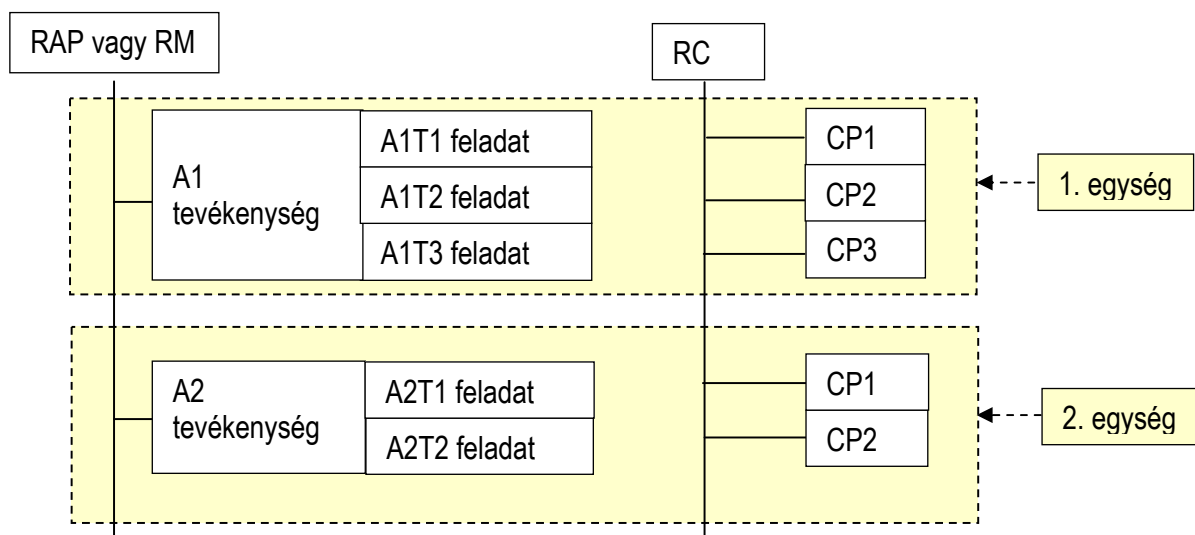 RAP vagy RM
RC
A1
tevékenység
A1T1 feladat
A1T2 feladat
A1T3 feladat
CP1
CP2
CP3
1. egység
A2
tevékenység
A2T1 feladat
A2T2 feladat
CP1
CP2
2. egység